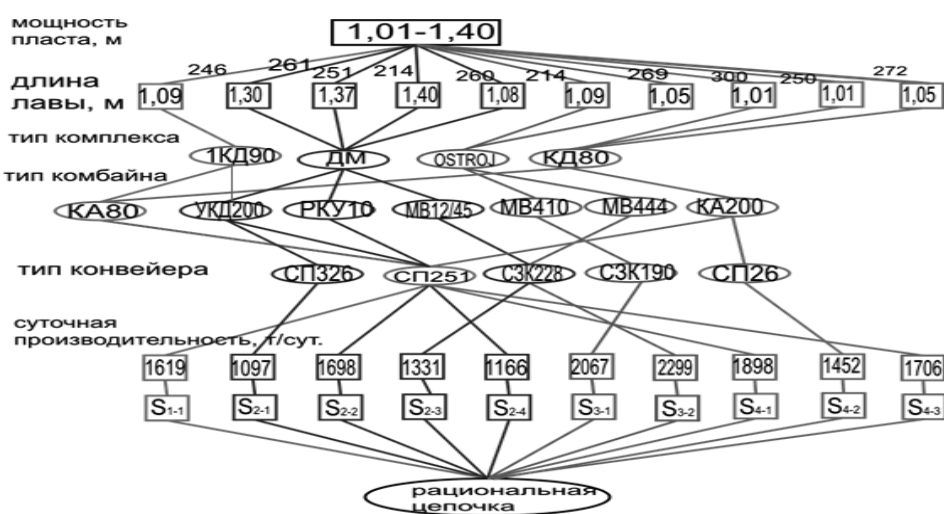 мощность
пласта, м
1,01-1,40
246 261 251 214 260 214 269 300 250 272
длина
лавы, м
1,09 1,30 1,37 1,40 1,08 1,09 1,05 1,01 1,01 1,05
тип комплекса
1КД90 ДМ OSTROJ КД80
тип комбайна
КА80 УКД200 РКУ10 МВ12/45 МВ410 МВ444 КА200
тип конвейера
СП326 СП251 СЗК228 СЗК190 СП26
суточная
производительность, т/сут.
1619 1097 1698 1331 1166 2067 2299 1898 1452 1706
S1-1 S2-1 S2-2 S2-3 S2-4 S3-1 S3-2 S4-1 S4-2 S4-3
рациональная
цепочка